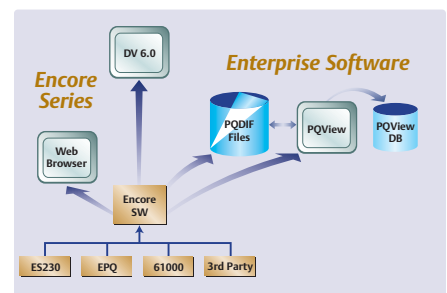 DV 6.0
Encore
Series
Enterprise Software
PQDIF
Files
PQView
PQView
DB
Web
Browser
Encore
SW
ES230
EPQ
61000
3rd Party